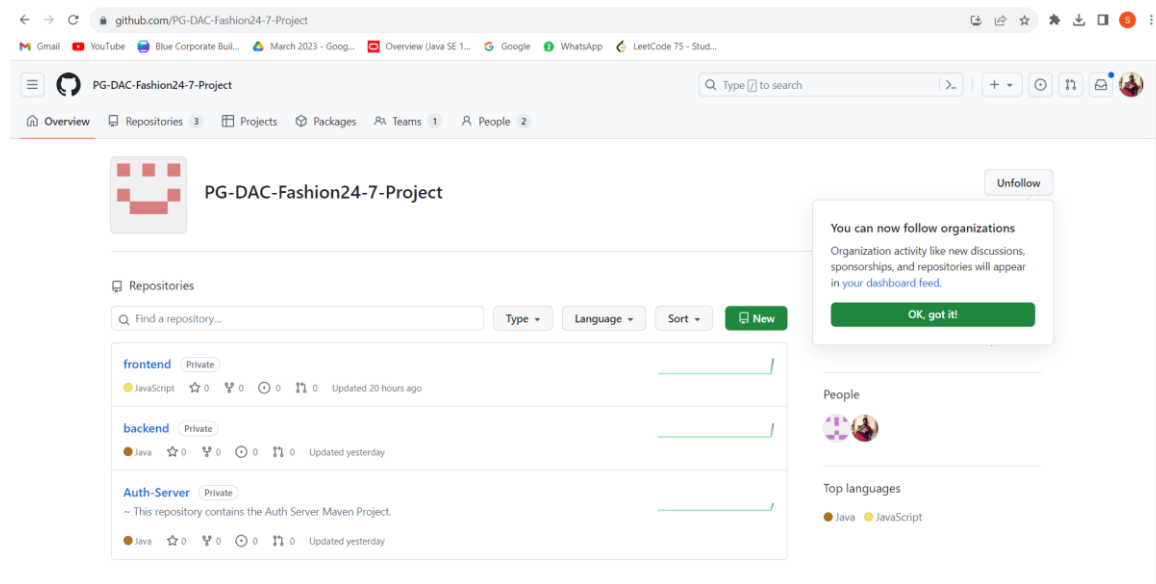 github.com/PG-DAC-Fashion24-7-Project
S
Gmail YouTube Blue Corporate Buil... March 2023 - Goog... Overview (Java SE 1... Google WhatsApp LeetCode 75 - Stud...
PG-DAC-Fashion24-7-Project
Type / to search
Overview Repositories 3 Projects Packages Teams 1 People 2
PG-DAC-Fashion24-7-Project
Unfollow
You can now follow organizations
Organization activity like new discussions,
sponsorships, and repositories will appear
in your dashboard feed.
OK, got it!
Repositories
Find a repository... Type Language Sort New
frontend Private
JavaScript 0 0 0 0 Updated 20 hours ago
backend Private
Java 0 0 0 0 Updated yesterday
Auth-Server Private
~ This repository contains the Auth Server Maven Project.
Java 0 0 0 0 Updated yesterday
People
Top languages
Java JavaScript